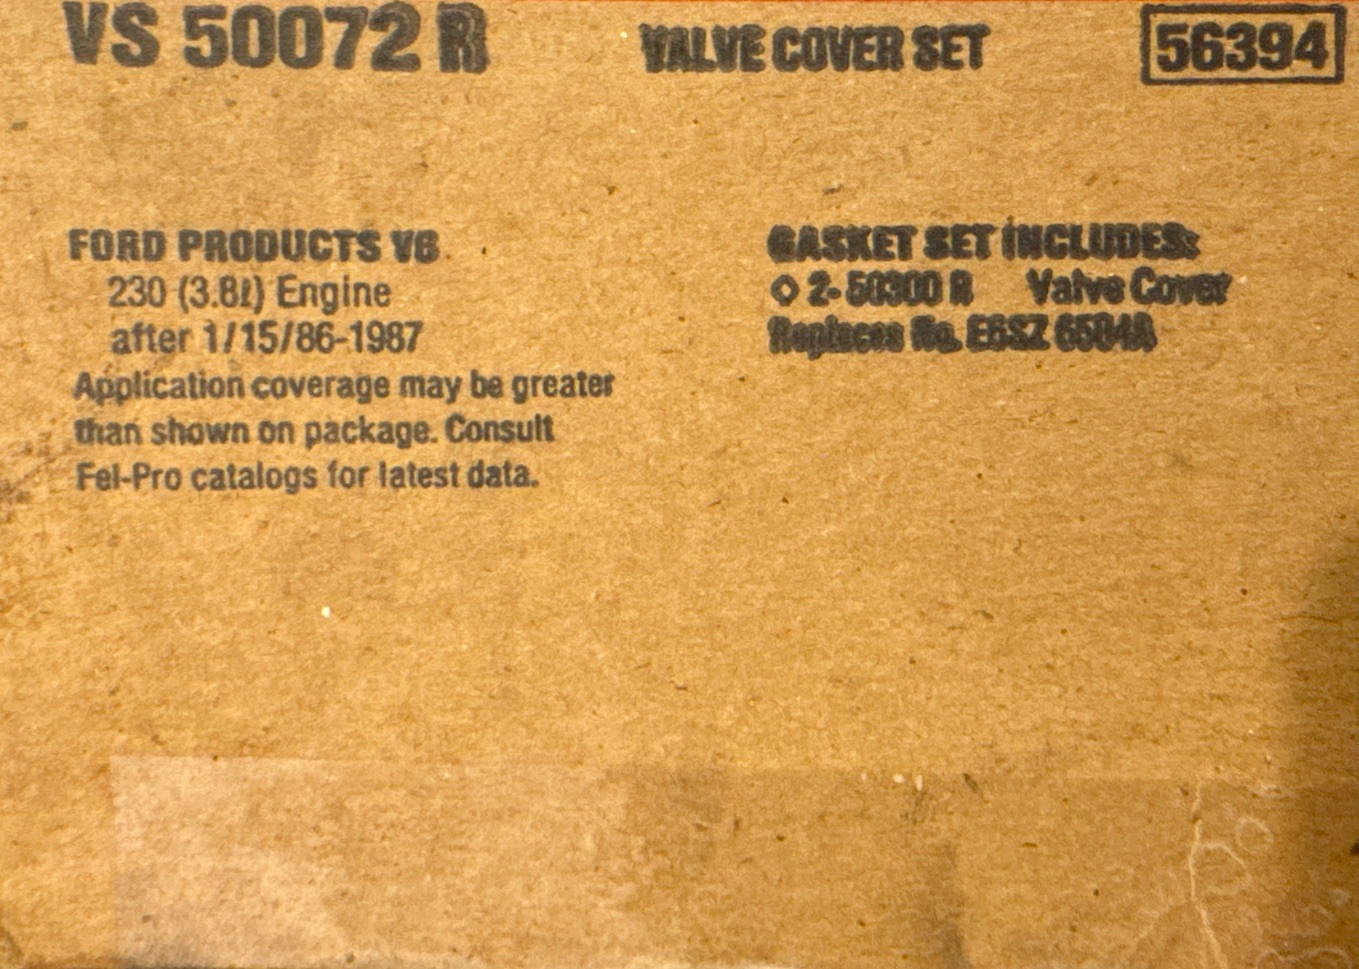 VS 50072 R
VALVE COVER SET
56394
FORD PRODUCTS V6
230 (3.8ℓ) Engine
after 1/15/86-1987
Application coverage may be greater
than shown on package. Consult
Fel-Pro catalogs for latest data.
GASKET SET INCLUDES:
◇ 2- 50300 R Valve Cover
Replaces No. E6SZ 6584A